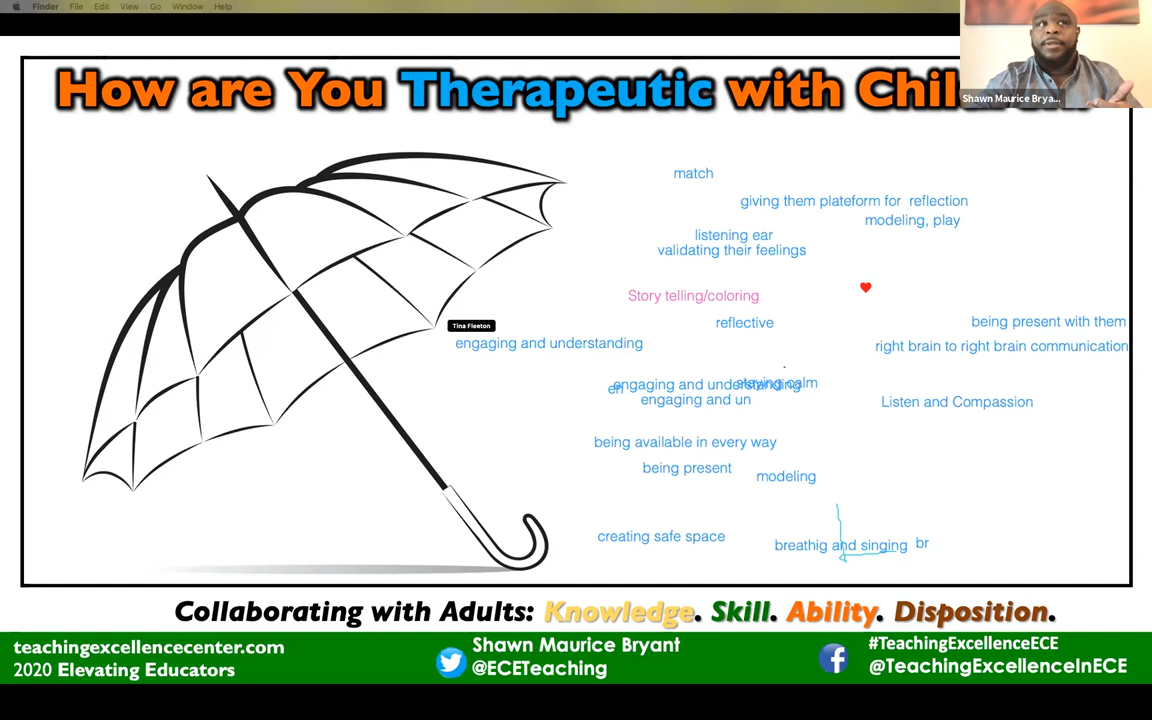 Finder File Edit View Go Window Help
How are You Therapeutic with Chil
Shawn Maurice Brya...
match
giving them plateform for reflection
modeling, play
listening ear
validating their feelings
Story telling/coloring
reflective
being present with them
Tina Fleeton
engaging and understanding
right brain to right brain communication
staying calm
engaging and understanding
en
engaging and un
Listen and Compassion
being available in every way
being present
modeling
creating safe space
breathig and singing
br
Collaborating with Adults: Knowledge. Skill. Ability. Disposition.
teachingexcellencecenter.com
2020 Elevating Educators
Shawn Maurice Bryant
@ECETeaching
#TeachingExcellenceECE
@TeachingExcellenceInECE